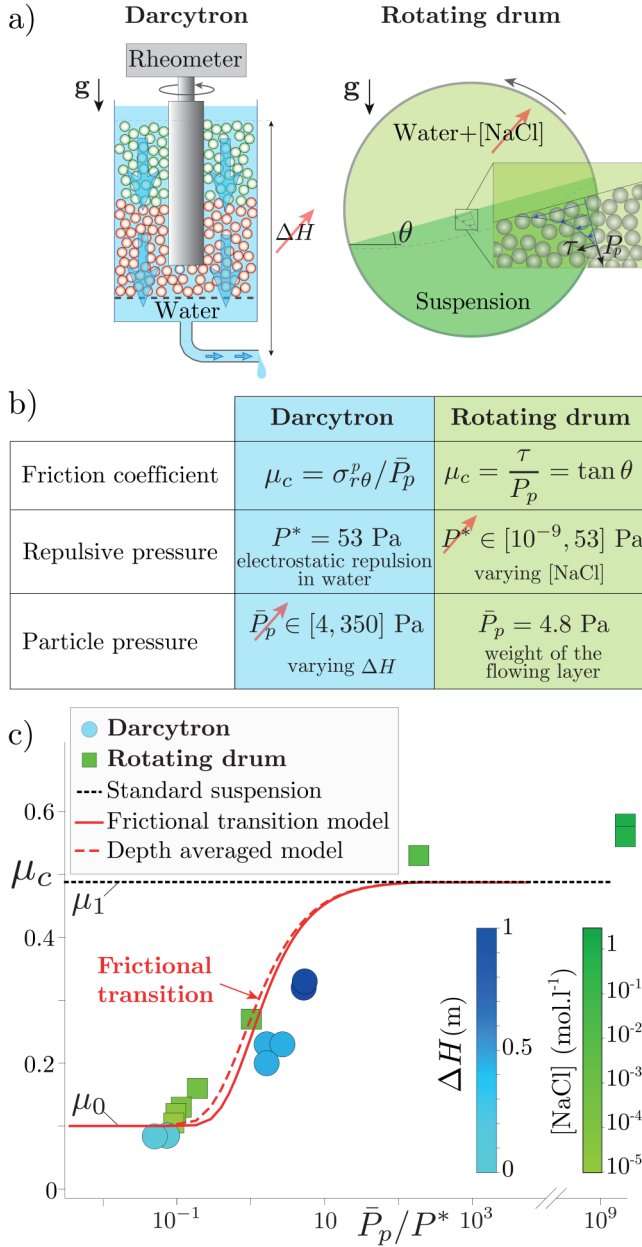 a)
Darcytron
Rotating drum
Rheometer
g
ΔH
Water
g
Water+[NaCl]
θ
τ
P_p
Suspension
b)
Darcytron
Rotating drum
Friction coefficient
μ_c = σ^p_{rθ}/P̄_p
μ_c = τ/P_p = tan θ
Repulsive pressure
P* = 53 Pa
electrostatic repulsion
in water
P* ∈ [10^{-9}, 53] Pa
varying [NaCl]
Particle pressure
P̄_p ∈ [4, 350] Pa
varying ΔH
P̄_p = 4.8 Pa
weight of the
flowing layer
c)
Darcytron
Rotating drum
Standard suspension
Frictional transition model
Depth averaged model
0.6
μ_c
μ_1
0.4
Frictional
transition
0.2
μ_0
0
ΔH(m)
1
0.5
0
[NaCl] (mol.l^{-1})
1
10^{-1}
10^{-2}
10^{-3}
10^{-4}
10^{-5}
10^{-1}
10
10^3
10^9
P̄_p/P*